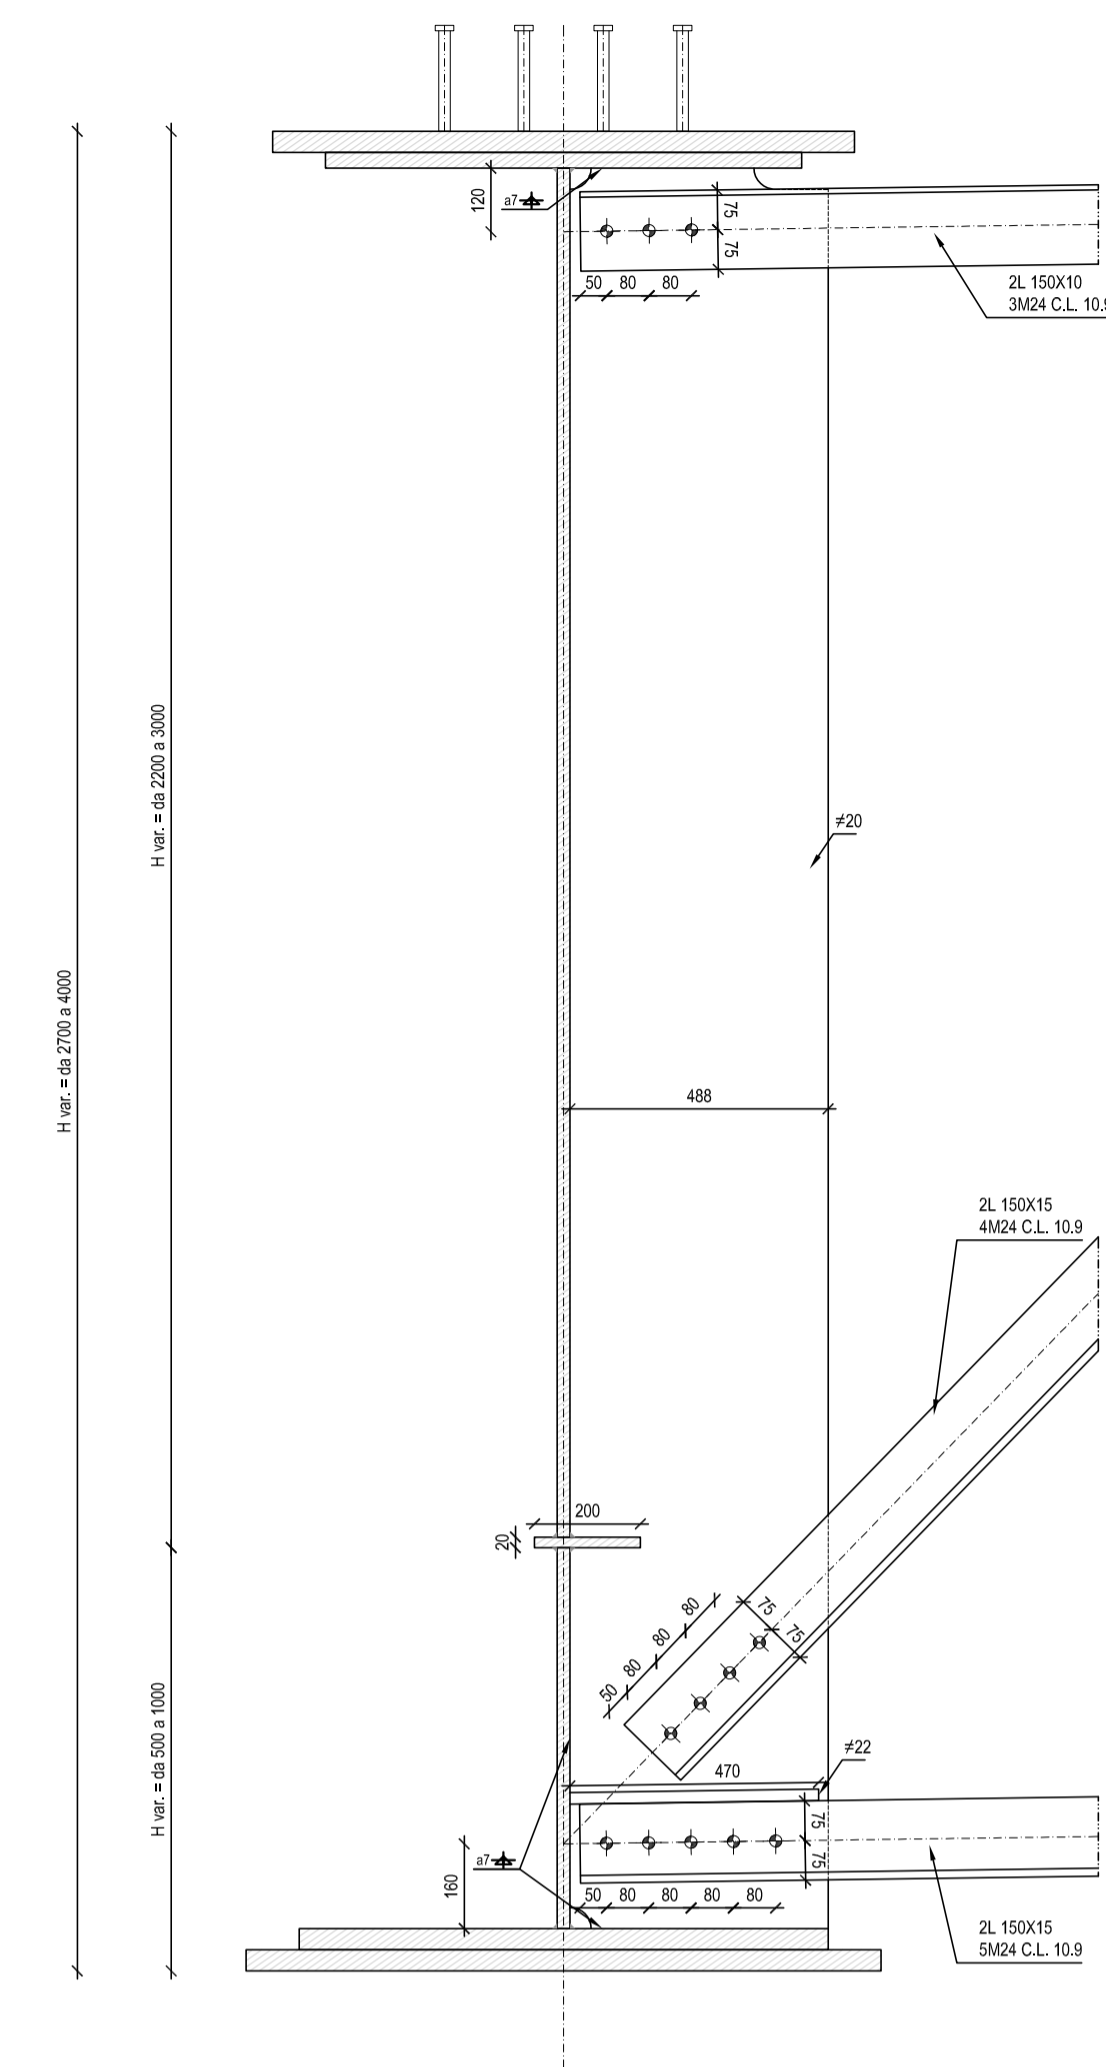 a7
120
75
75
50 80 80
2L 150X10
3M24 C.L. 10.9
H var. = da 2200 a 3000
≠20
H var. = da 2700 a 4000
488
2L 150X15
4M24 C.L. 10.9
200
20
50 80 80 80
75
75
≠22
470
H var. = da 500 a 1000
75
75
a7
160
50 80 80 80 80
2L 150X15
5M24 C.L. 10.9